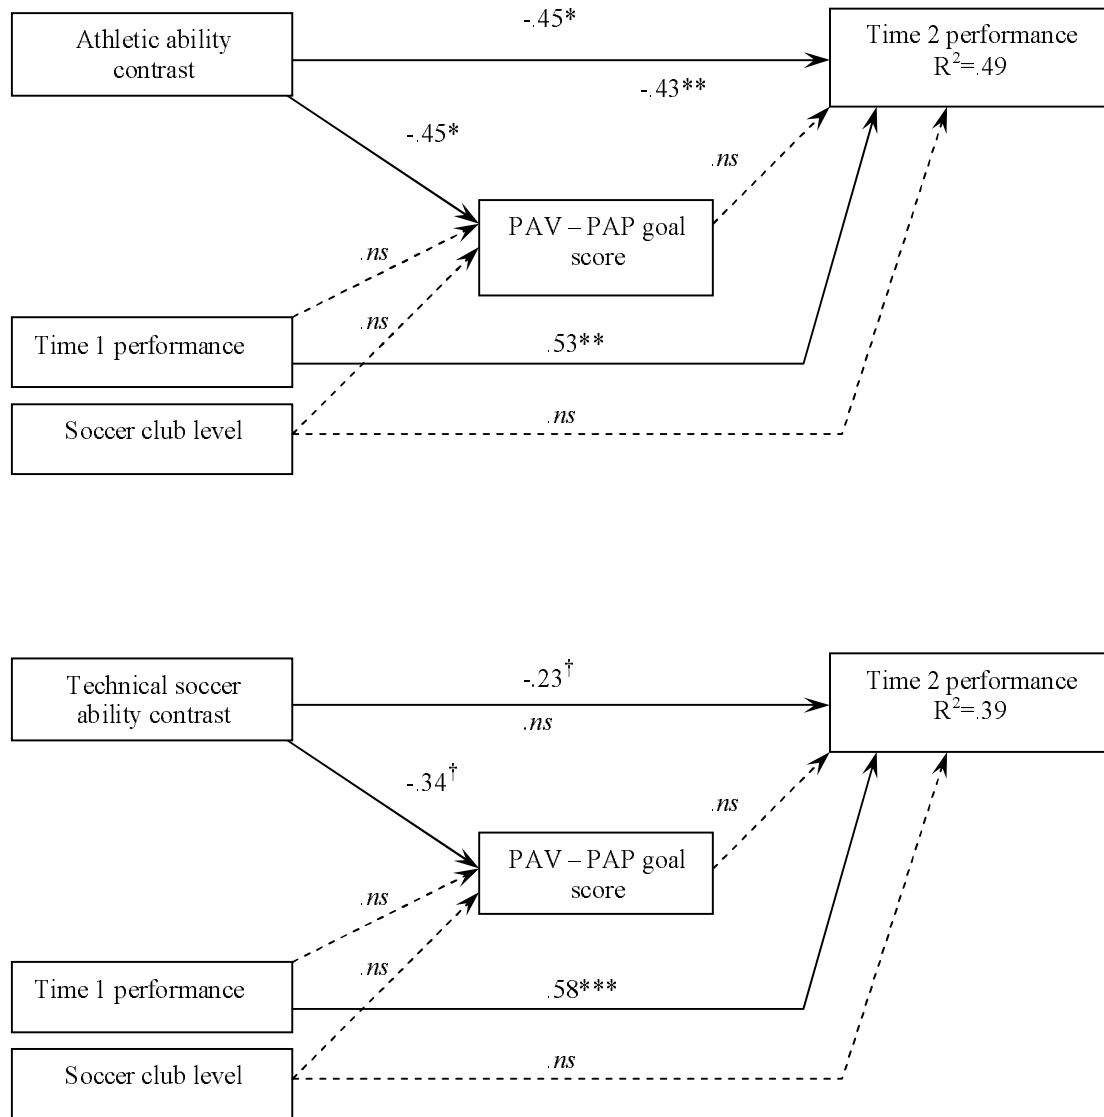 -.45*
Athletic ability
contrast
Time 2 performance
R²=.49
-.43**
-.45*
.ns
PAV – PAP goal
score
.ns
.ns
Time 1 performance
.53**
Soccer club level
.ns
Technical soccer
ability contrast
-.23†
Time 2 performance
R²=.39
.ns
-.34†
.ns
PAV – PAP goal
score
.ns
.ns
Time 1 performance
.58***
Soccer club level
.ns